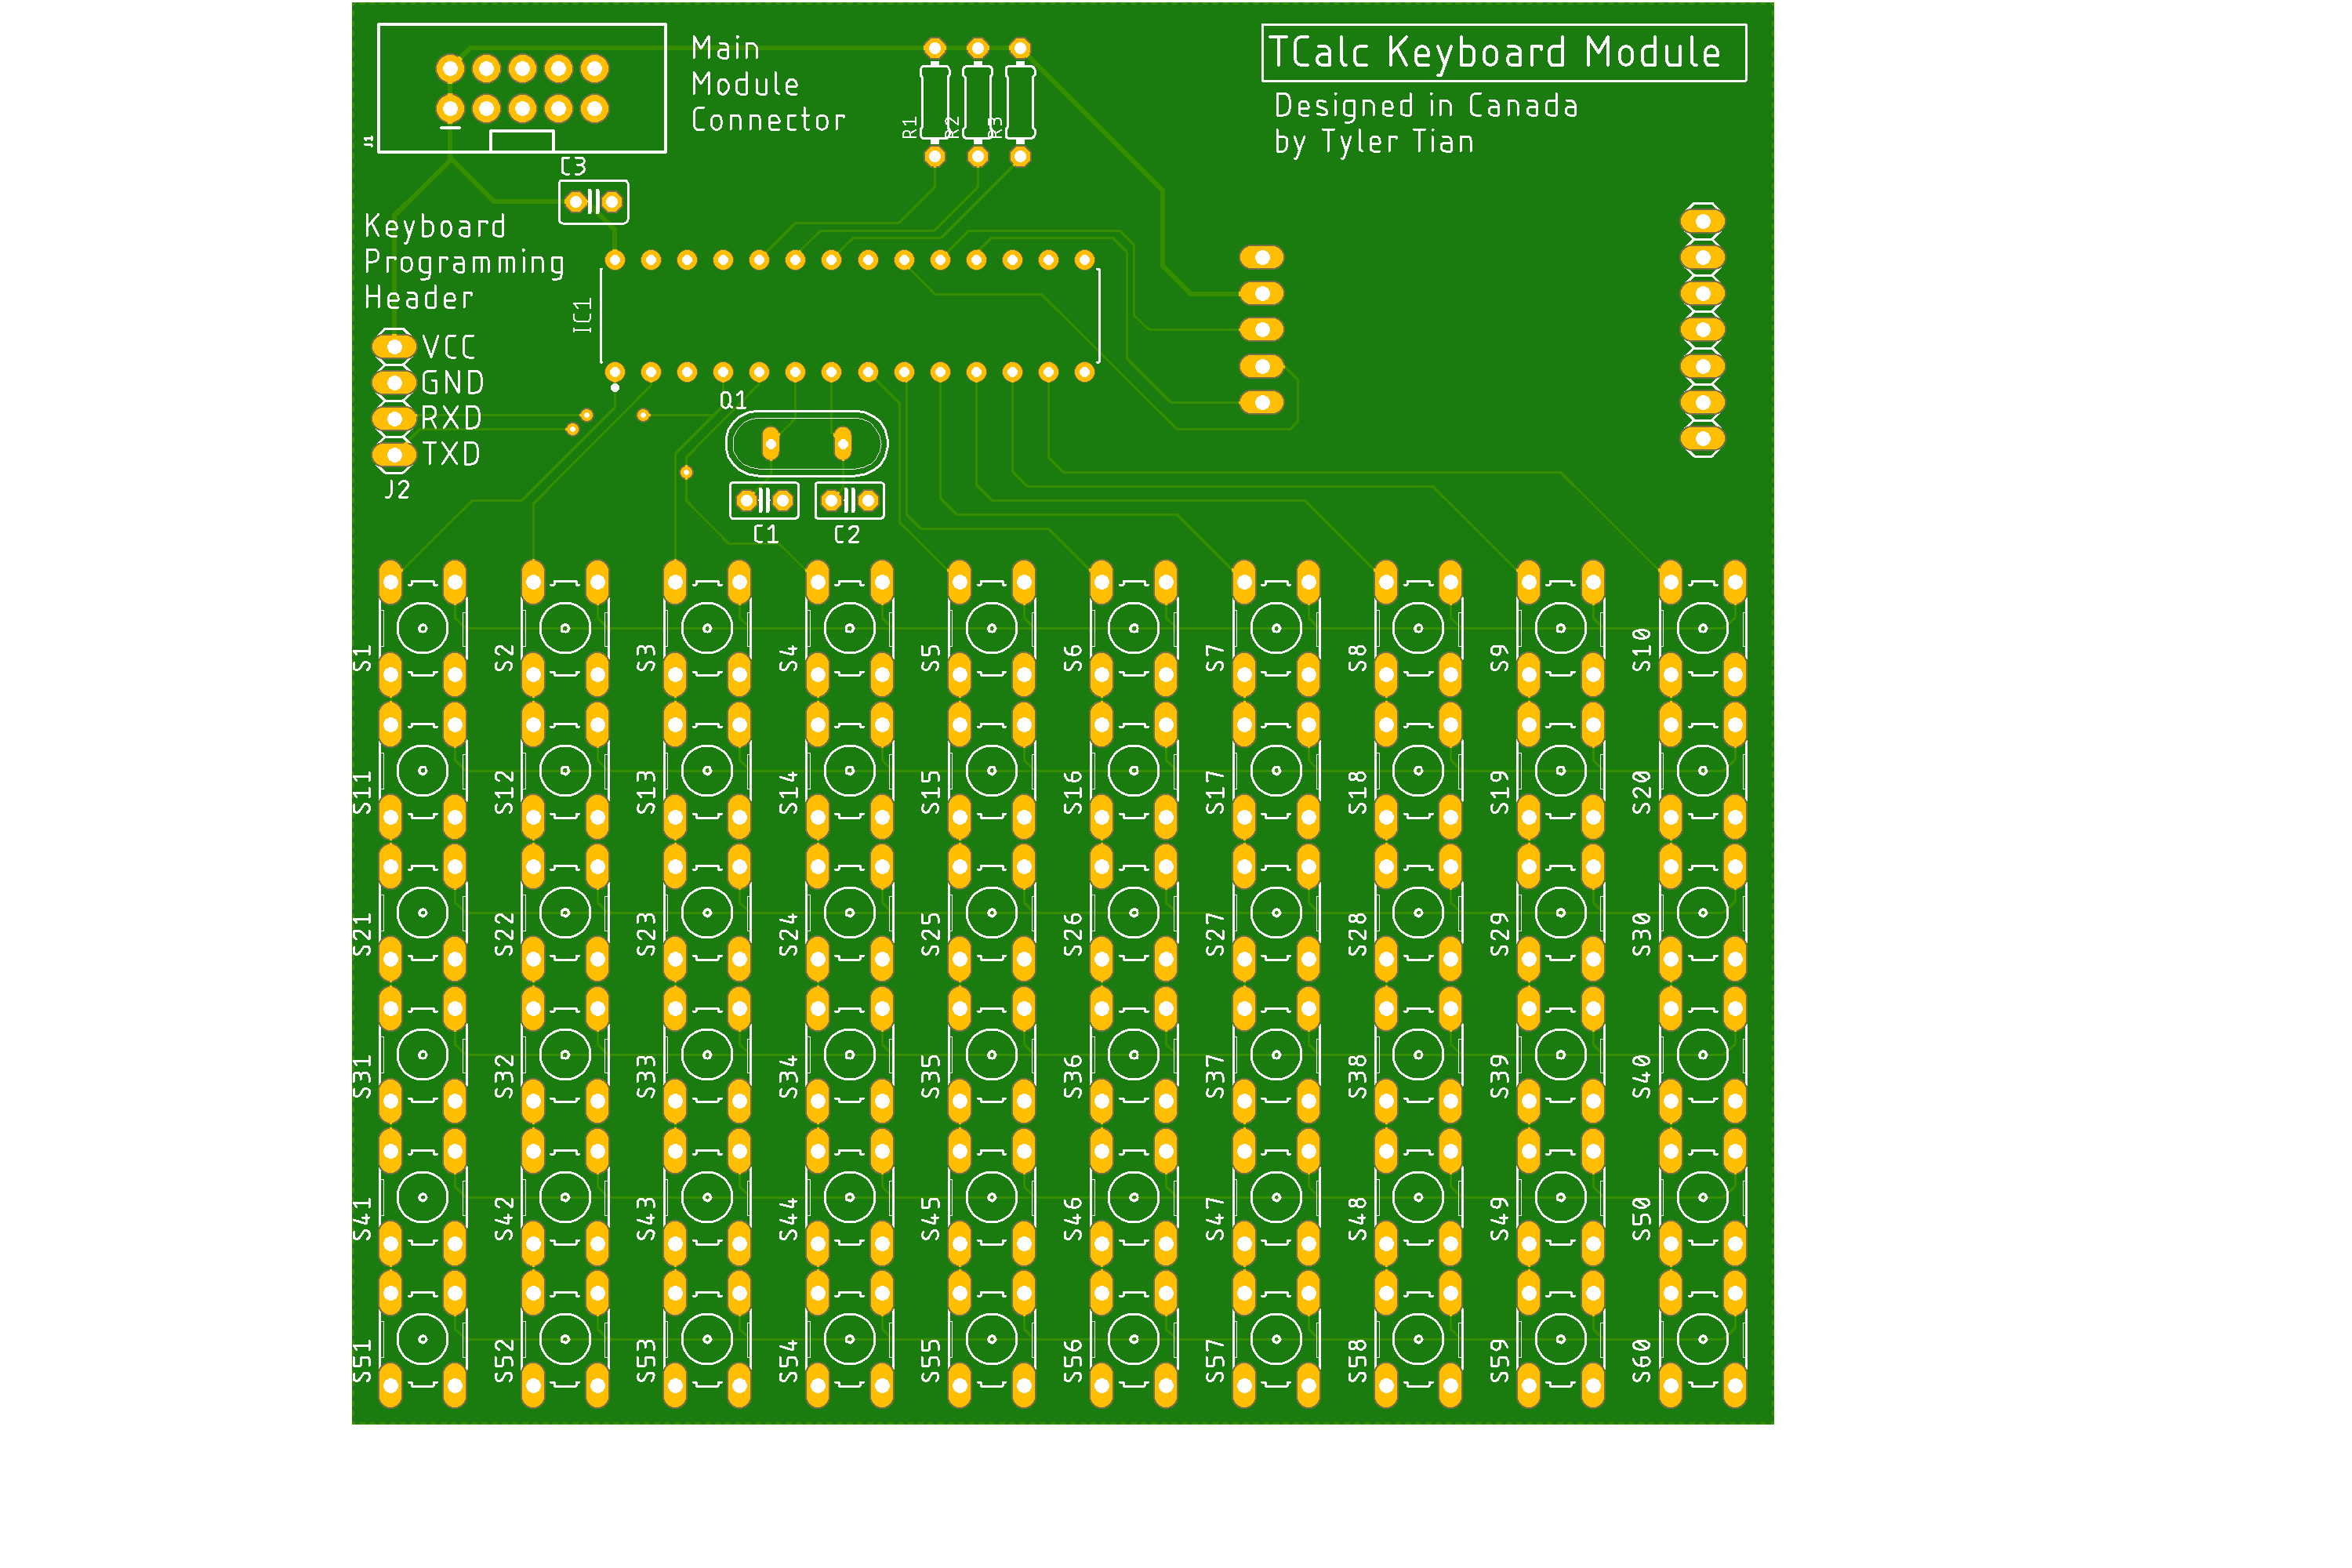 Main
Module
Connector
TCalc Keyboard Module
Designed in Canada
by Tyler Tian
J1
R1
R2
R3
C3
Keyboard
Programming
Header
IC1
VCC
GND
RXD
TXD
J2
Q1
C1
C2
S1 S2 S3 S4 S5 S6 S7 S8 S9 S10
S11 S12 S13 S14 S15 S16 S17 S18 S19 S20
S21 S22 S23 S24 S25 S26 S27 S28 S29 S30
S31 S32 S33 S34 S35 S36 S37 S38 S39 S40
S41 S42 S43 S44 S45 S46 S47 S48 S49 S50
S51 S52 S53 S54 S55 S56 S57 S58 S59 S60